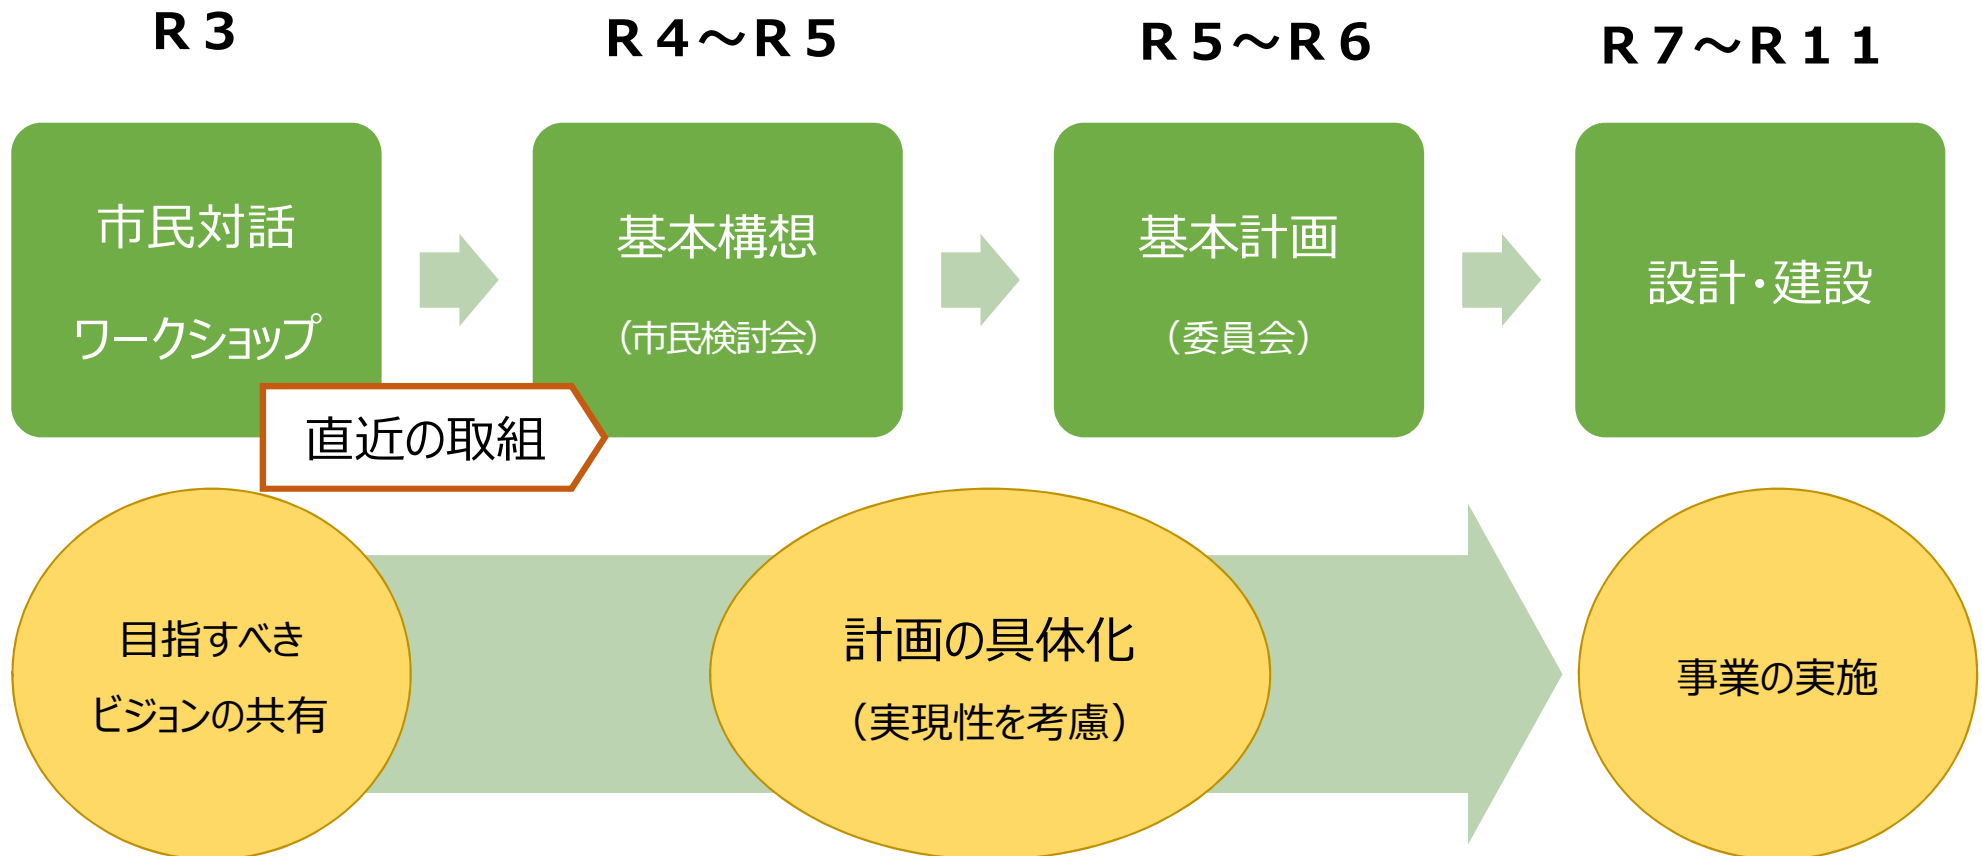 R3
R4～R5
R5～R6
R7～R11
市民対話
ワークショップ
基本構想
（市民検討会）
基本計画
（委員会）
設計・建設
直近の取組
目指すべき
ビジョンの共有
計画の具体化
（実現性を考慮）
事業の実施